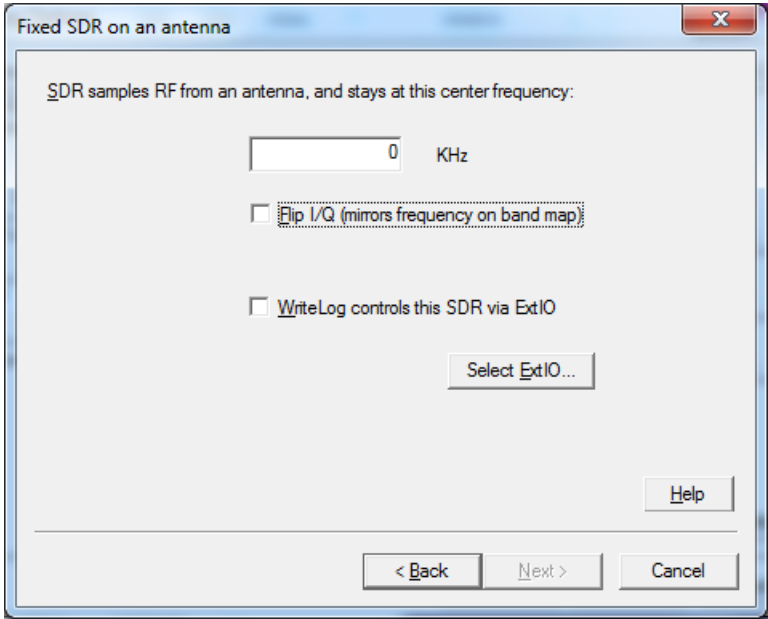 Fixed SDR on an antenna
SDR samples RF from an antenna, and stays at this center frequency:
0 KHz
Flip I/Q (mirrors frequency on band map)
WriteLog controls this SDR via ExtIO
Select ExtIO...
Help
< Back Next > Cancel